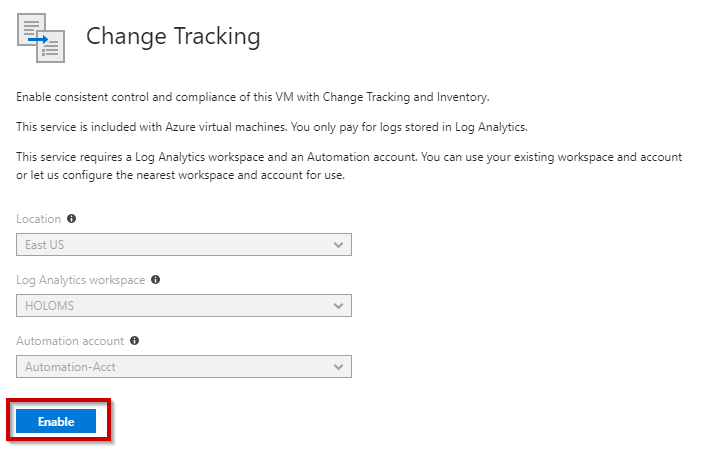 Change Tracking
Enable consistent control and compliance of this VM with Change Tracking and Inventory.
This service is included with Azure virtual machines. You only pay for logs stored in Log Analytics.
This service requires a Log Analytics workspace and an Automation account. You can use your existing workspace and account
or let us configure the nearest workspace and account for use.
Location
East US
Log Analytics workspace
HOLOMS
Automation account
Automation-Acct
Enable